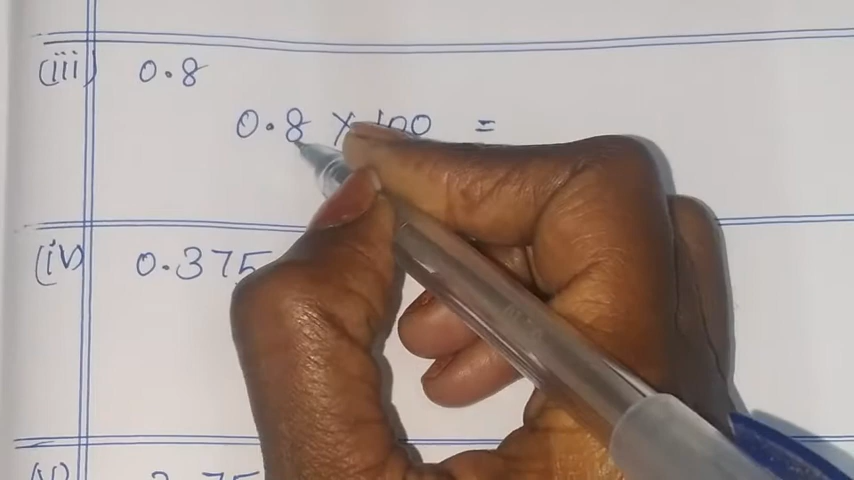 (iii) 0.8
0.8 × 100 =
(iv) 0.375